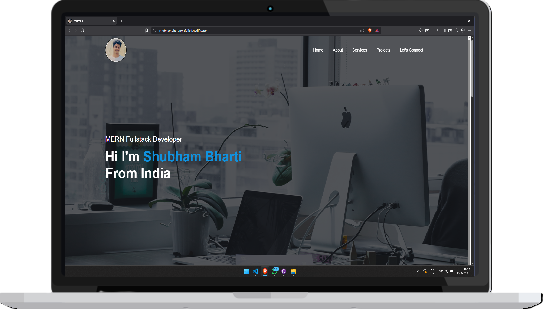 Home About Services Projects Let's Connect
MERN Fullstack Developer
Hi I'm Shubham Bharti
From India